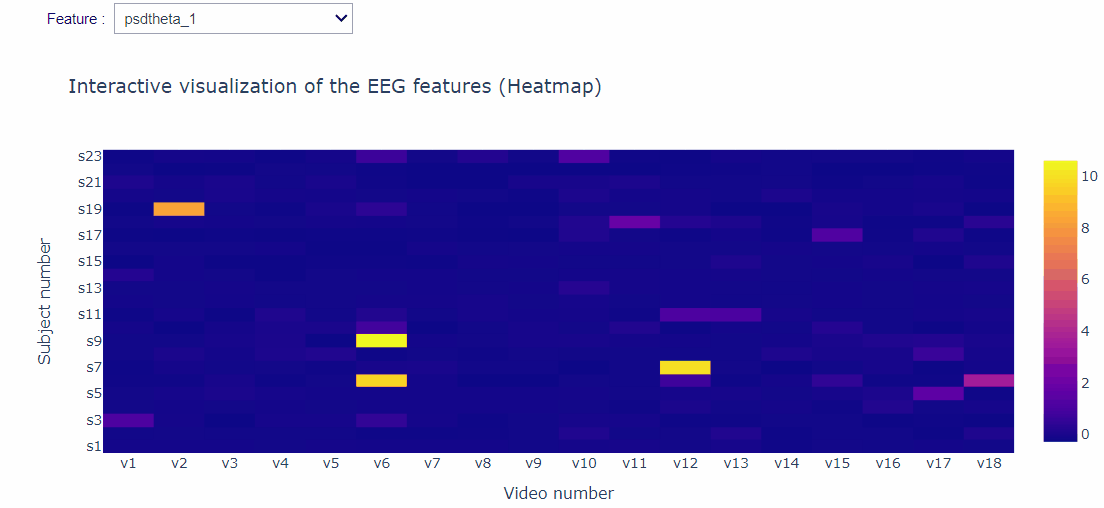 Feature : psdtheta_1
Interactive visualization of the EEG features (Heatmap)
Subject number
s23
s21
s19
s17
s15
s13
s11
s9
s7
s5
s3
s1
10
8
6
4
2
0
v1 v2 v3 v4 v5 v6 v7 v8 v9 v10 v11 v12 v13 v14 v15 v16 v17 v18
Video number